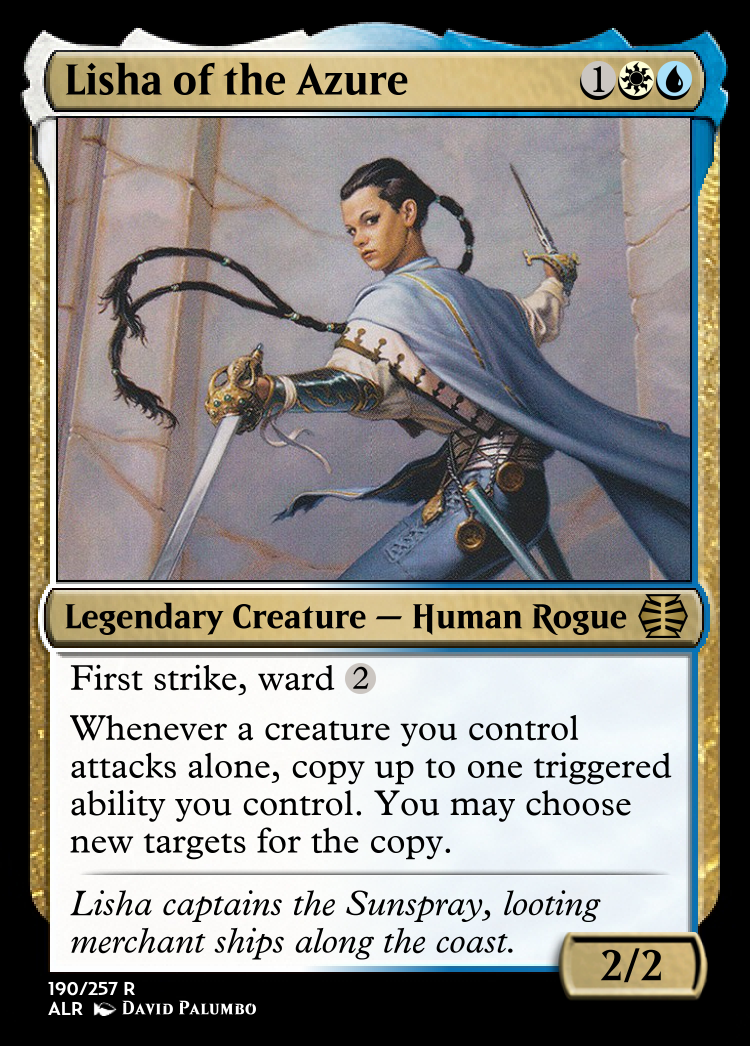 Lisha of the Azure
1
Legendary Creature — Human Rogue
First strike, ward 2
Whenever a creature you control
attacks alone, copy up to one triggered
ability you control. You may choose
new targets for the copy.
Lisha captains the Sunspray, looting
merchant ships along the coast.
2/2
190/257 R
ALR DAVID PALUMBO